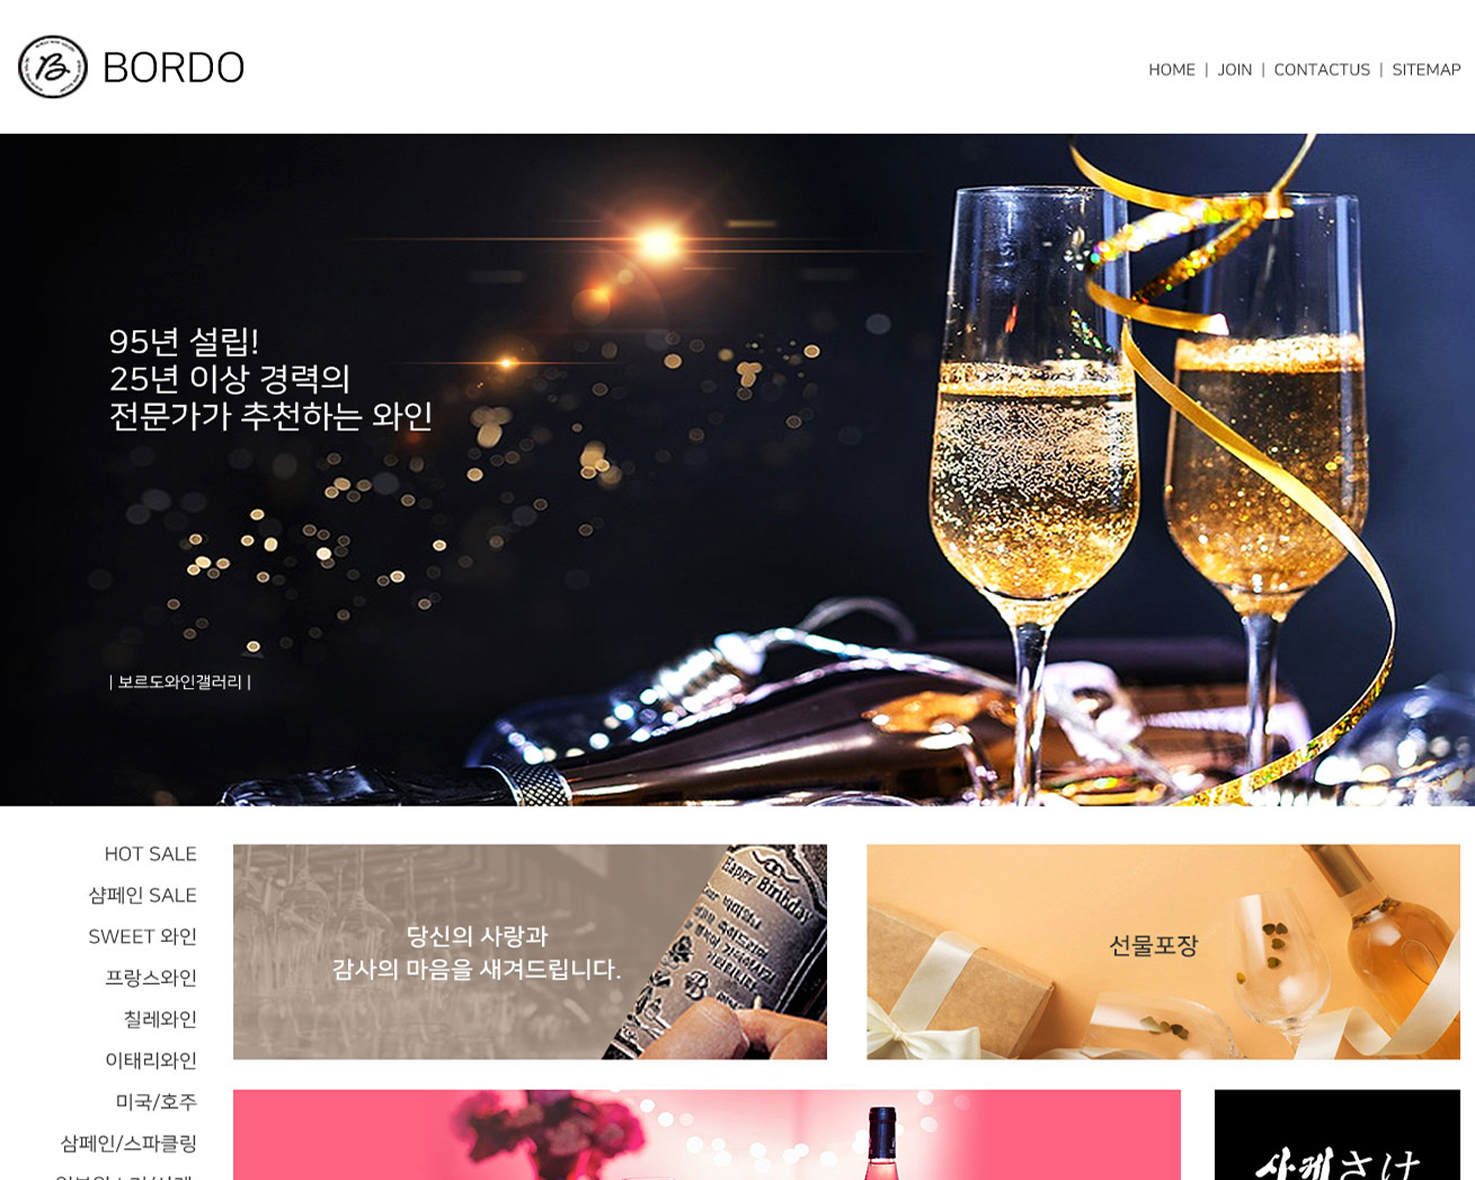 BORDO
HOME | JOIN | CONTACTUS | SITEMAP
95년 설립!
25년 이상 경력의
전문가가 추천하는 와인
| 보르도와인갤러리 |
HOT SALE
샴페인 SALE
SWEET 와인
프랑스와인
칠레와인
이태리와인
미국/호주
삼페인/스파클링
당신의 사랑과
감사의 마음을 새겨드립니다.
Happy Birthday
선물포장
사케さけ